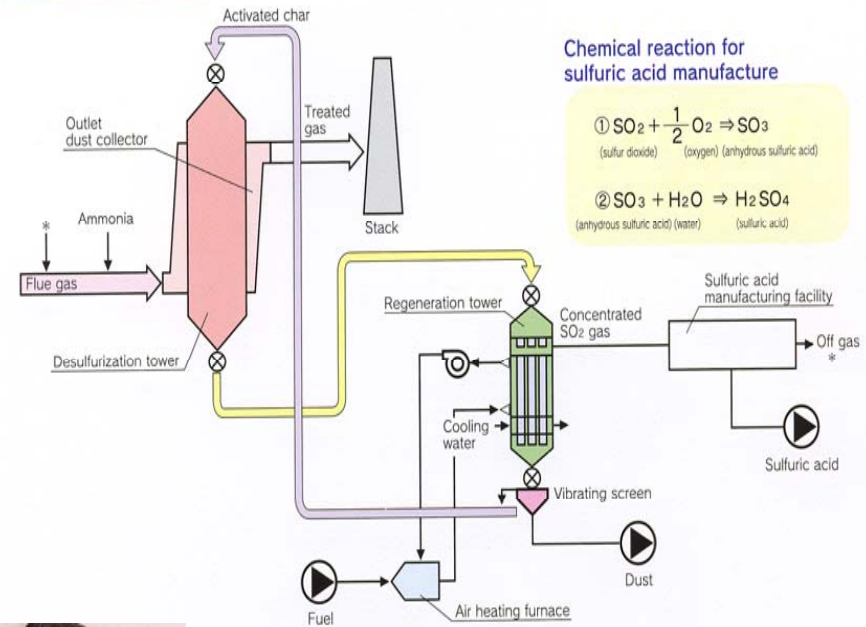 Activated char
Chemical reaction for
sulfuric acid manufacture
① SO2 + 1/2 O2 ⇒ SO3
(sulfur dioxide) (oxygen) (anhydrous sulfuric acid)
② SO3 + H2O ⇒ H2SO4
(anhydrous sulfuric acid) (water) (sulfuric acid)
Outlet
dust collector
Treated
gas
Stack
*
Ammonia
Flue gas
Desulfurization tower
Regeneration tower
Concentrated
SO2 gas
Sulfuric acid
manufacturing facility
Off gas
*
Cooling
water
Sulfuric acid
Vibrating screen
Dust
Fuel
Air heating furnace